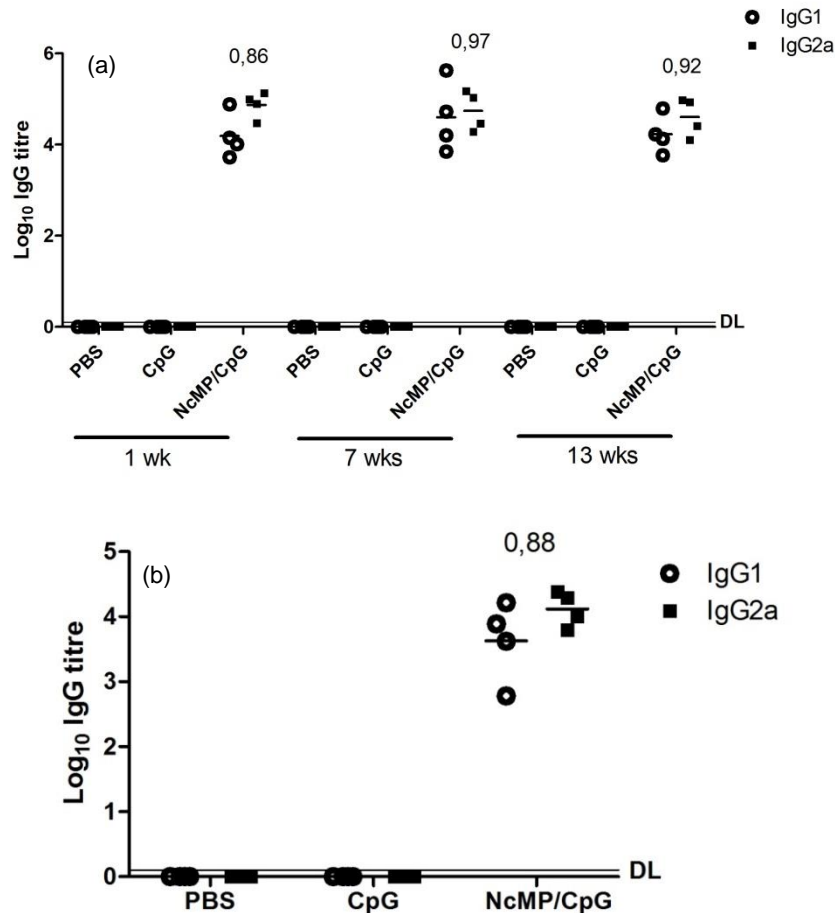 IgG1
IgG2a
(a)
0,86
0,97
0,92
6
4
2
0
Log10 IgG titre
DL
PBS
CpG
NcMP/CpG
PBS
CpG
NcMP/CpG
PBS
CpG
NcMP/CpG
1 wk
7 wks
13 wks
(b)
0,88
IgG1
IgG2a
5
4
3
2
1
0
Log10 IgG titre
DL
PBS
CpG
NcMP/CpG